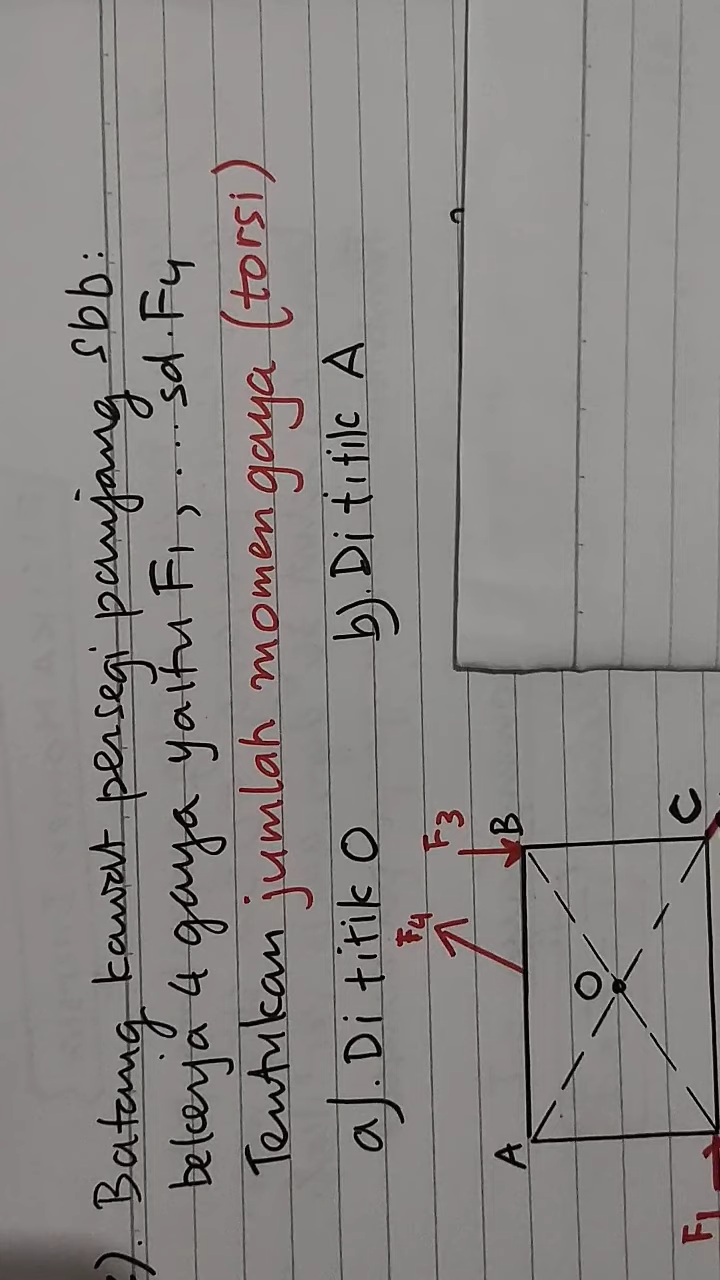 ). Batang kawat persegi panjang sbb:
bekerja 4 gaya yaitu F1, ... sd. F4
Tentukan jumlah momen gaya (torsi)
a). Di titik O b). Di titik A
F4 F3
A B
O
C
F1